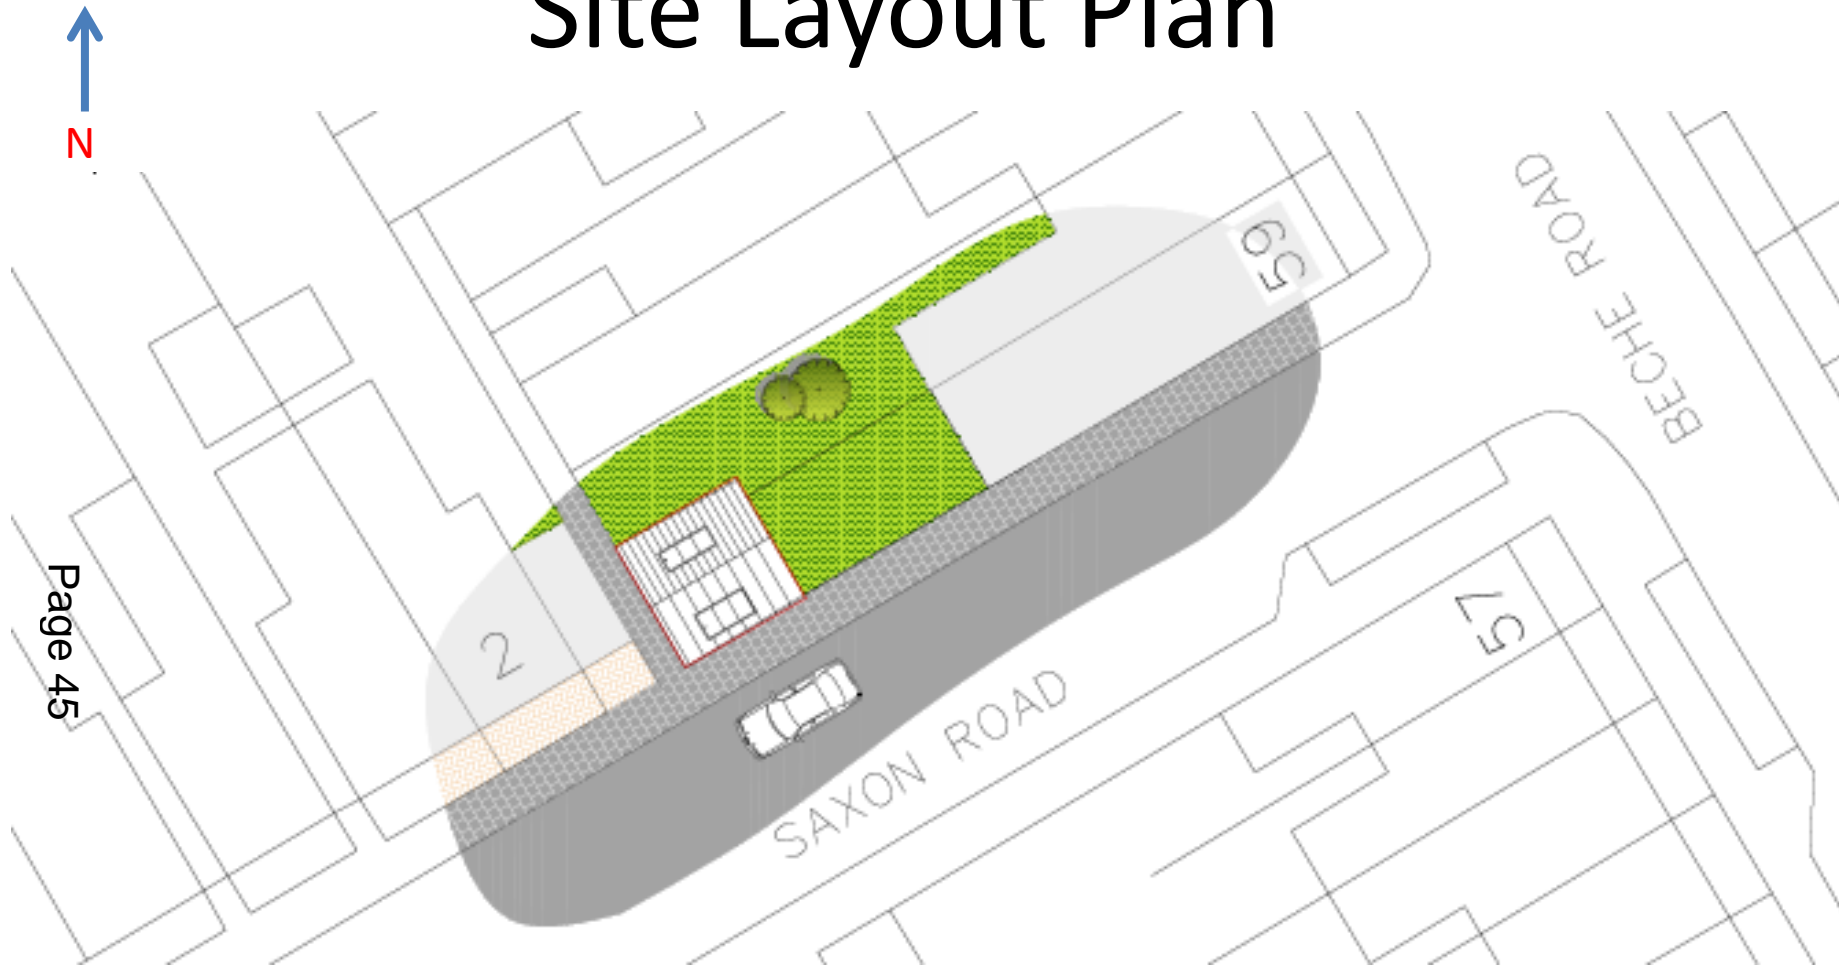 Site Layout Plan
N
BECHE ROAD
59
57
2
SAXON ROAD
Page 45